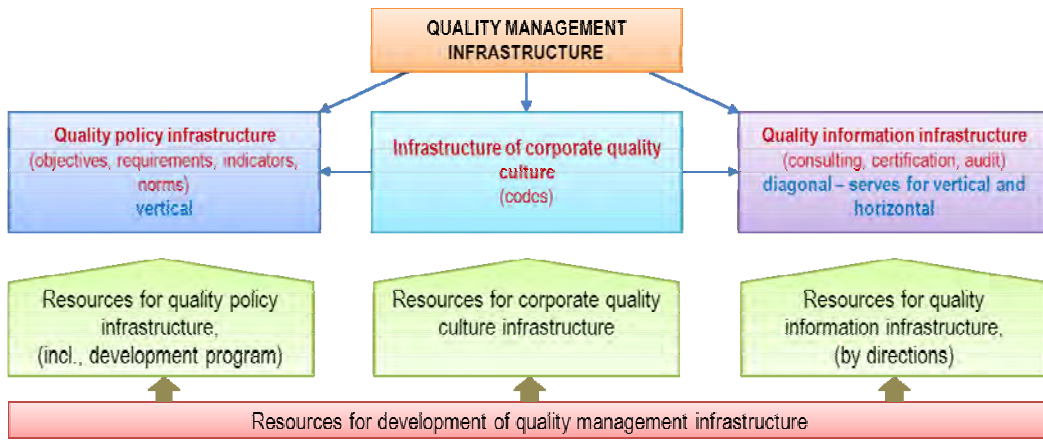 QUALITY MANAGEMENT
INFRASTRUCTURE
Quality policy infrastructure
(objectives, requirements, indicators,
norms)
vertical
Infrastructure of corporate quality
culture
(codes)
Quality information infrastructure
(consulting, certification, audit)
diagonal – serves for vertical and
horizontal
Resources for quality policy
infrastructure,
(incl., development program)
Resources for corporate quality
culture infrastructure
Resources for quality
information infrastructure,
(by directions)
Resources for development of quality management infrastructure